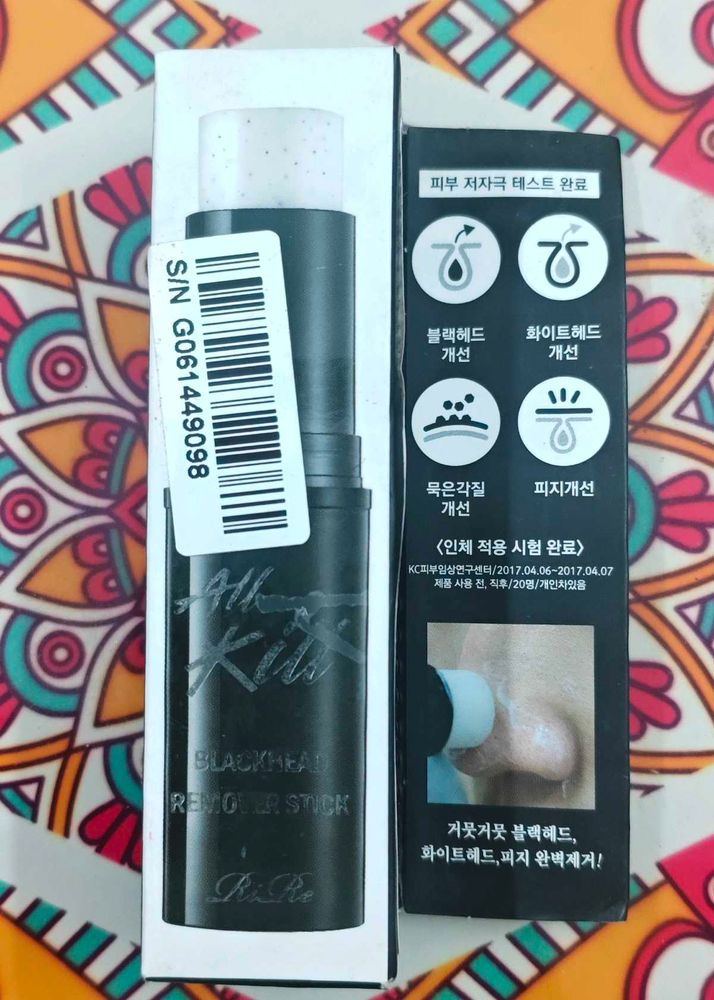 S/N G061449098
All
Kill
BLACKHEAD
REMOVER STICK
RiRe
피부 저자극 테스트 완료
블랙헤드
개선
화이트헤드
개선
묵은각질
개선
피지개선
〈인체 적용 시험 완료〉
KC피부임상연구센터/2017.04.06~2017.04.07
제품 사용 전, 직후/20명/개인차있음
거뭇거뭇 블랙헤드,
화이트헤드,피지 완벽제거!